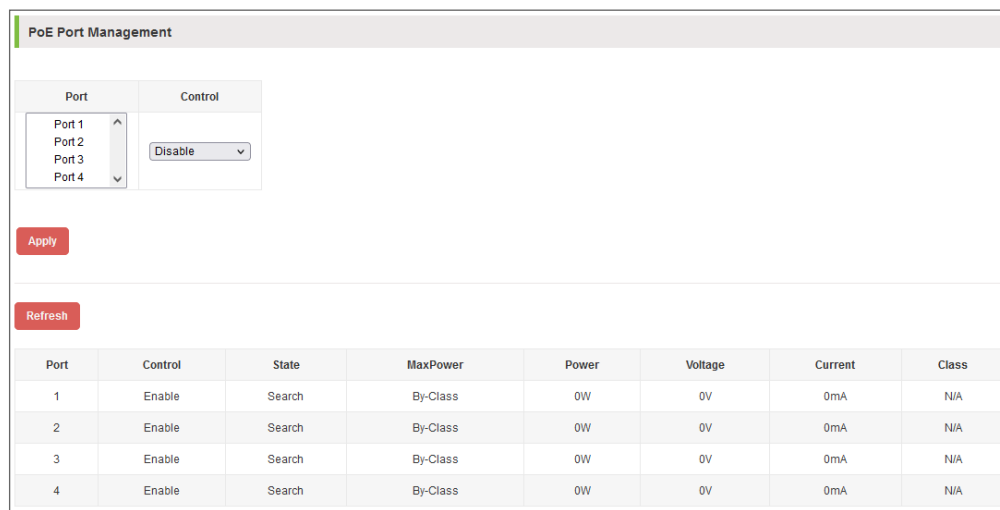 PoE Port Management
Port Control
Port 1
Port 2
Port 3
Port 4
Disable
Apply
Refresh
Port Control State MaxPower Power Voltage Current Class
1 Enable Search By-Class 0W 0V 0mA N/A
2 Enable Search By-Class 0W 0V 0mA N/A
3 Enable Search By-Class 0W 0V 0mA N/A
4 Enable Search By-Class 0W 0V 0mA N/A